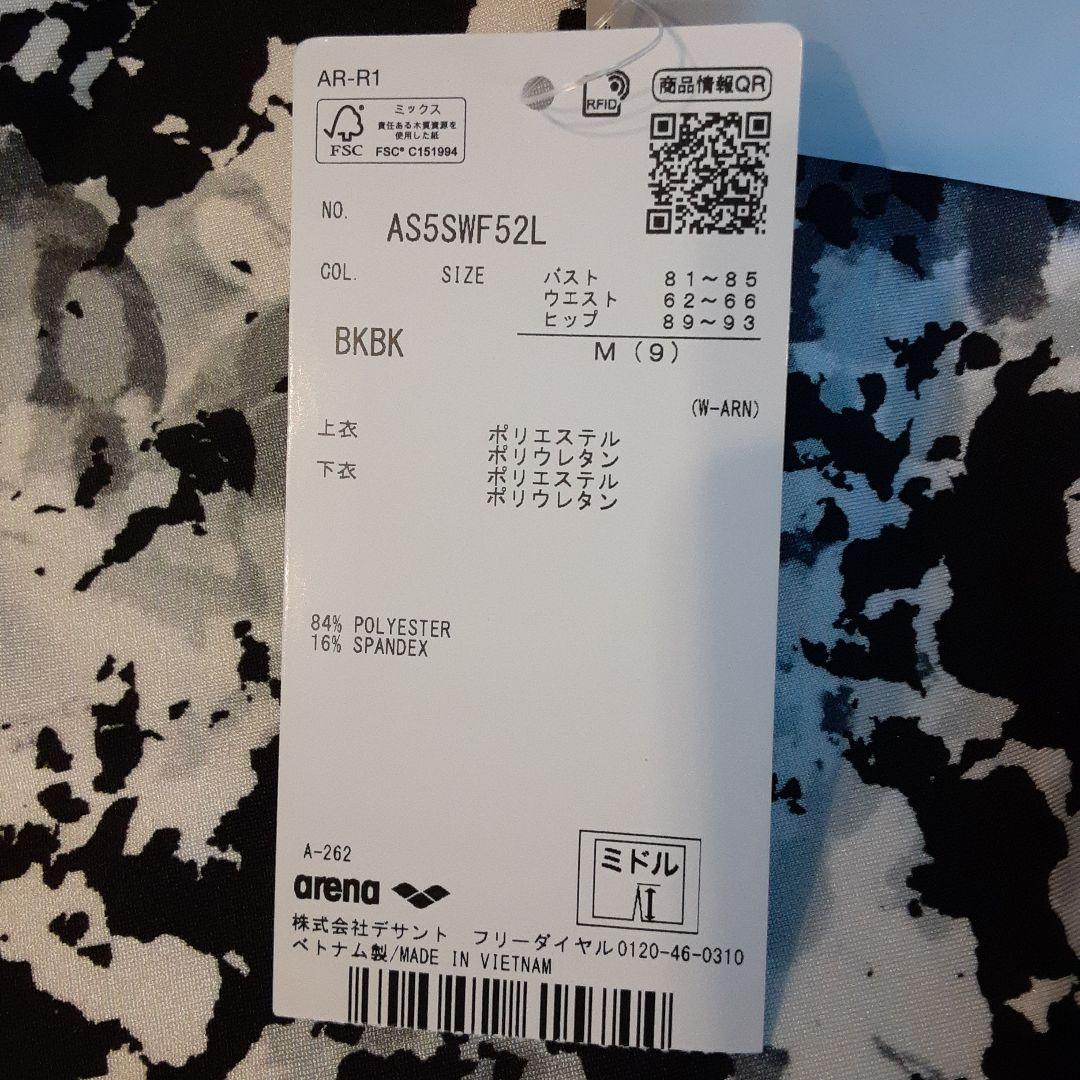 AR-R1
FSC
ミックス
責任ある木質資源を
使用した紙
FSC® C151994
RFID
商品情報QR
NO. AS5SWF52L
COL. SIZE
バスト 81～85
ウエスト 62～66
ヒップ 89～93
BKBK M(9)
(W-ARN)
上衣 ポリエステル
ポリウレタン
下衣 ポリエステル
ポリウレタン
84% POLYESTER
16% SPANDEX
A-262
arena
ミドル
株式会社デサント フリーダイヤル0120-46-0310
ベトナム製/MADE IN VIETNAM